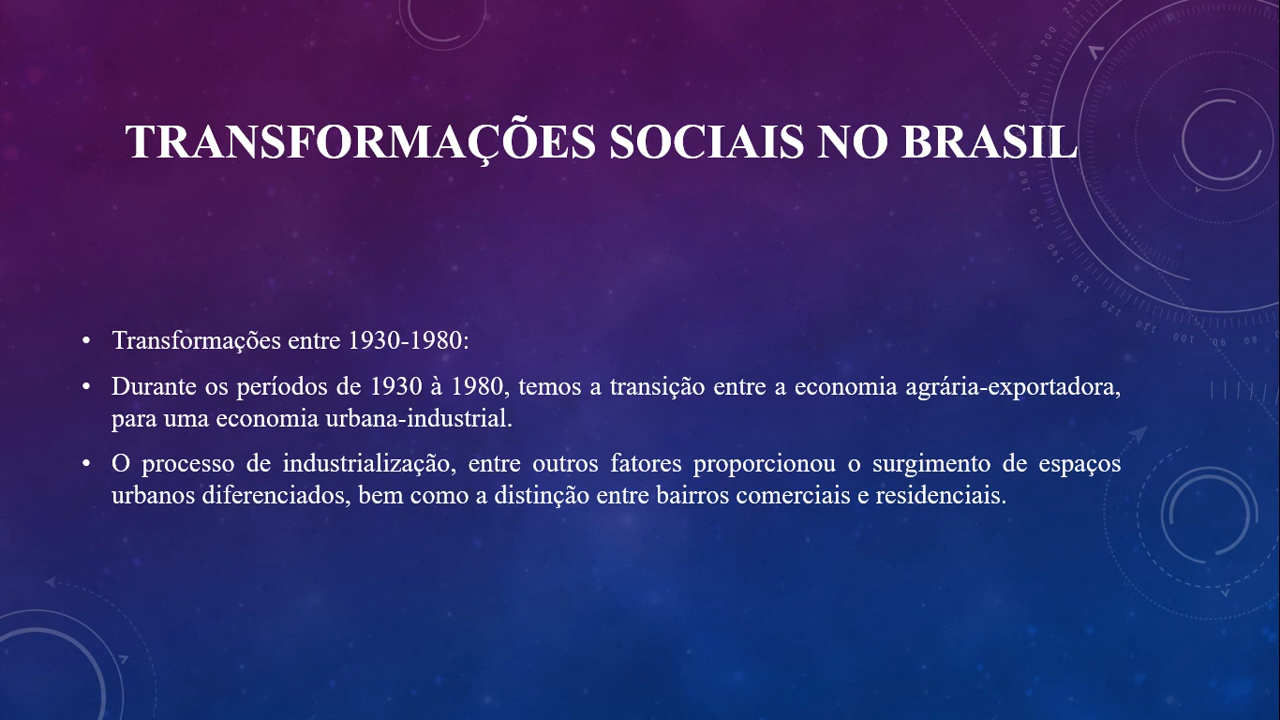 TRANSFORMAÇÕES SOCIAIS NO BRASIL
• Transformações entre 1930-1980:
• Durante os períodos de 1930 à 1980, temos a transição entre a economia agrária-exportadora,
para uma economia urbana-industrial.
• O processo de industrialização, entre outros fatores proporcionou o surgimento de espaços
urbanos diferenciados, bem como a distinção entre bairros comerciais e residenciais.